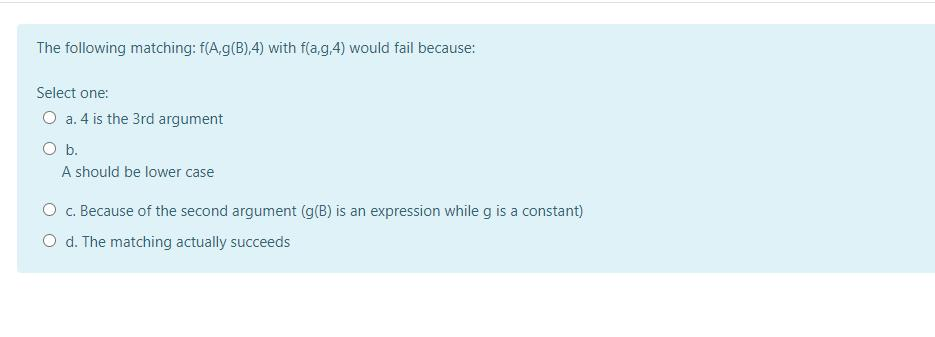 The following matching: f(A,g(B),4) with f(a,g,4) would fail because:
Select one:
a. 4 is the 3rd argument
b.
A should be lower case
c. Because of the second argument (g(B) is an expression while g is a constant)
d. The matching actually succeeds